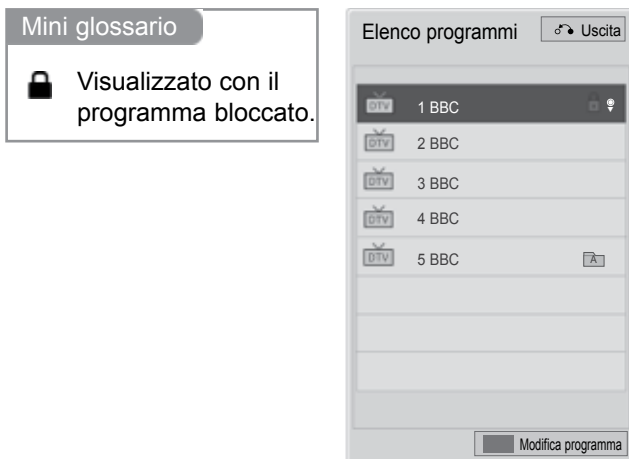 Mini glossario
Visualizzato con il
programma bloccato.
Elenco programmi
Uscita
DTV 1 BBC
DTV 2 BBC
DTV 3 BBC
DTV 4 BBC
DTV 5 BBC A
Modifica programma